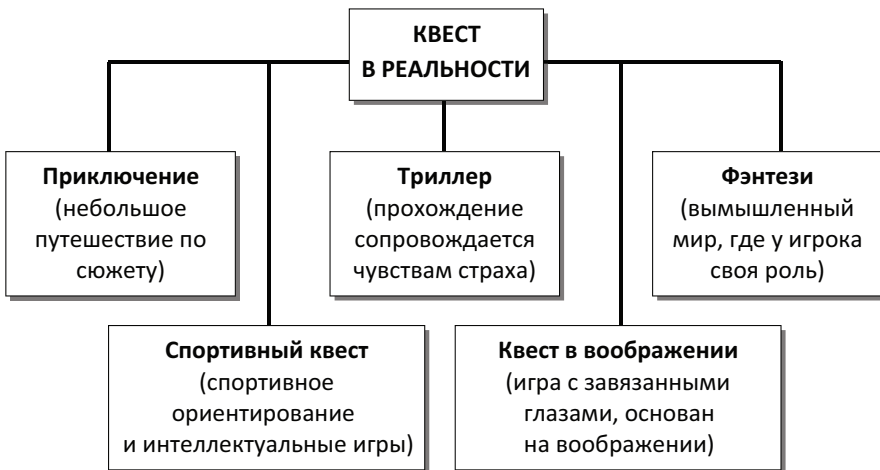 КВЕСТ
В РЕАЛЬНОСТИ
Приключение
(небольшое
путешествие по
сюжету)
Триллер
(прохождение
сопровождается
чувствам страха)
Фэнтези
(вымышленный
мир, где у игрока
своя роль)
Спортивный квест
(спортивное
ориентирование
и интеллектуальные игры)
Квест в воображении
(игра с завязанными
глазами, основан
на воображении)